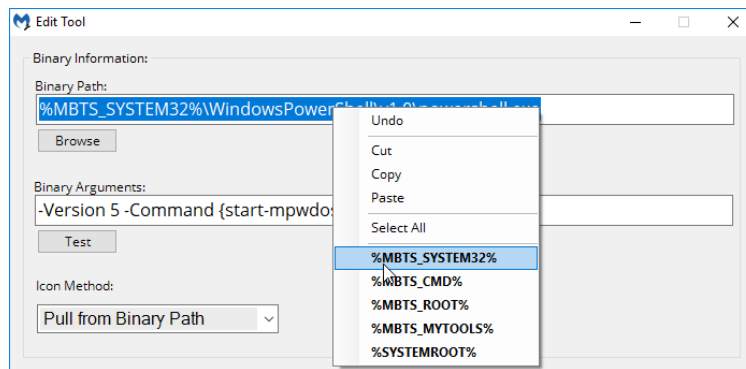 Edit Tool
Binary Information:
Binary Path:
%MBTS_SYSTEM32%\WindowsPowerShell\v1.0\powershell.exe
Browse
Binary Arguments:
-Version 5 -Command {start-mpwdos
Test
Icon Method:
Pull from Binary Path
Undo
Cut
Copy
Paste
Select All
%MBTS_SYSTEM32%
%MBTS_CMD%
%MBTS_ROOT%
%MBTS_MYTOOLS%
%SYSTEMROOT%